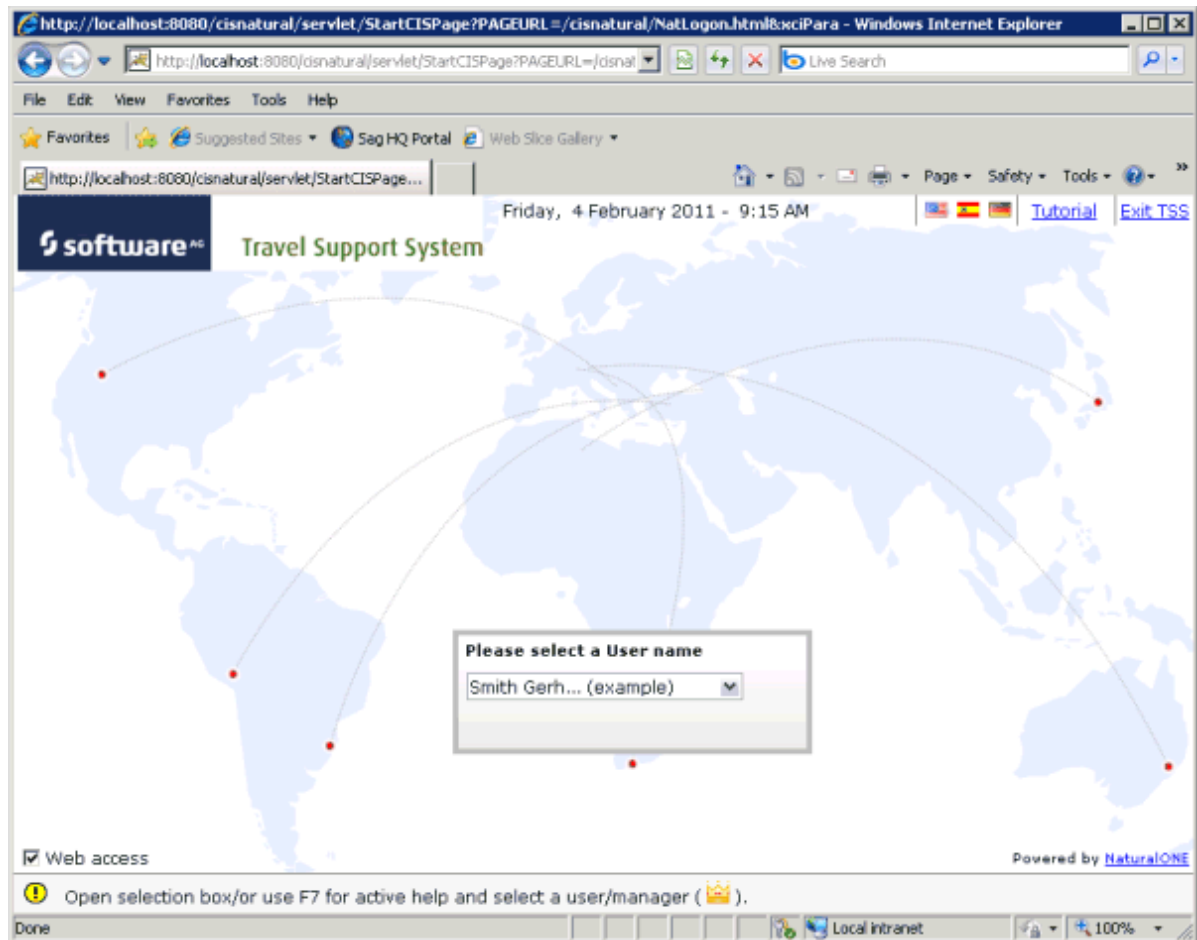 http://localhost:8080/cisnatural/servlet/StartCISPage?PAGEURL=/cisnatural/NatLogon.html&xciPara - Windows Internet Explorer
http://localhost:8080/cisnatural/servlet/StartCISPage?PAGEURL=/cisnat
Live Search
File Edit View Favorites Tools Help
Favorites Suggested Sites Sag HQ Portal Web Slice Gallery
http://localhost:8080/cisnatural/servlet/StartCISPage... Page Safety Tools »
Friday, 4 February 2011 - 9:15 AM Tutorial Exit TSS
software AG Travel Support System
Please select a User name
Smith Gerh... (example)
Web access Powered by NaturalONE
Open selection box/or use F7 for active help and select a user/manager ( ).
Done Local intranet 100%